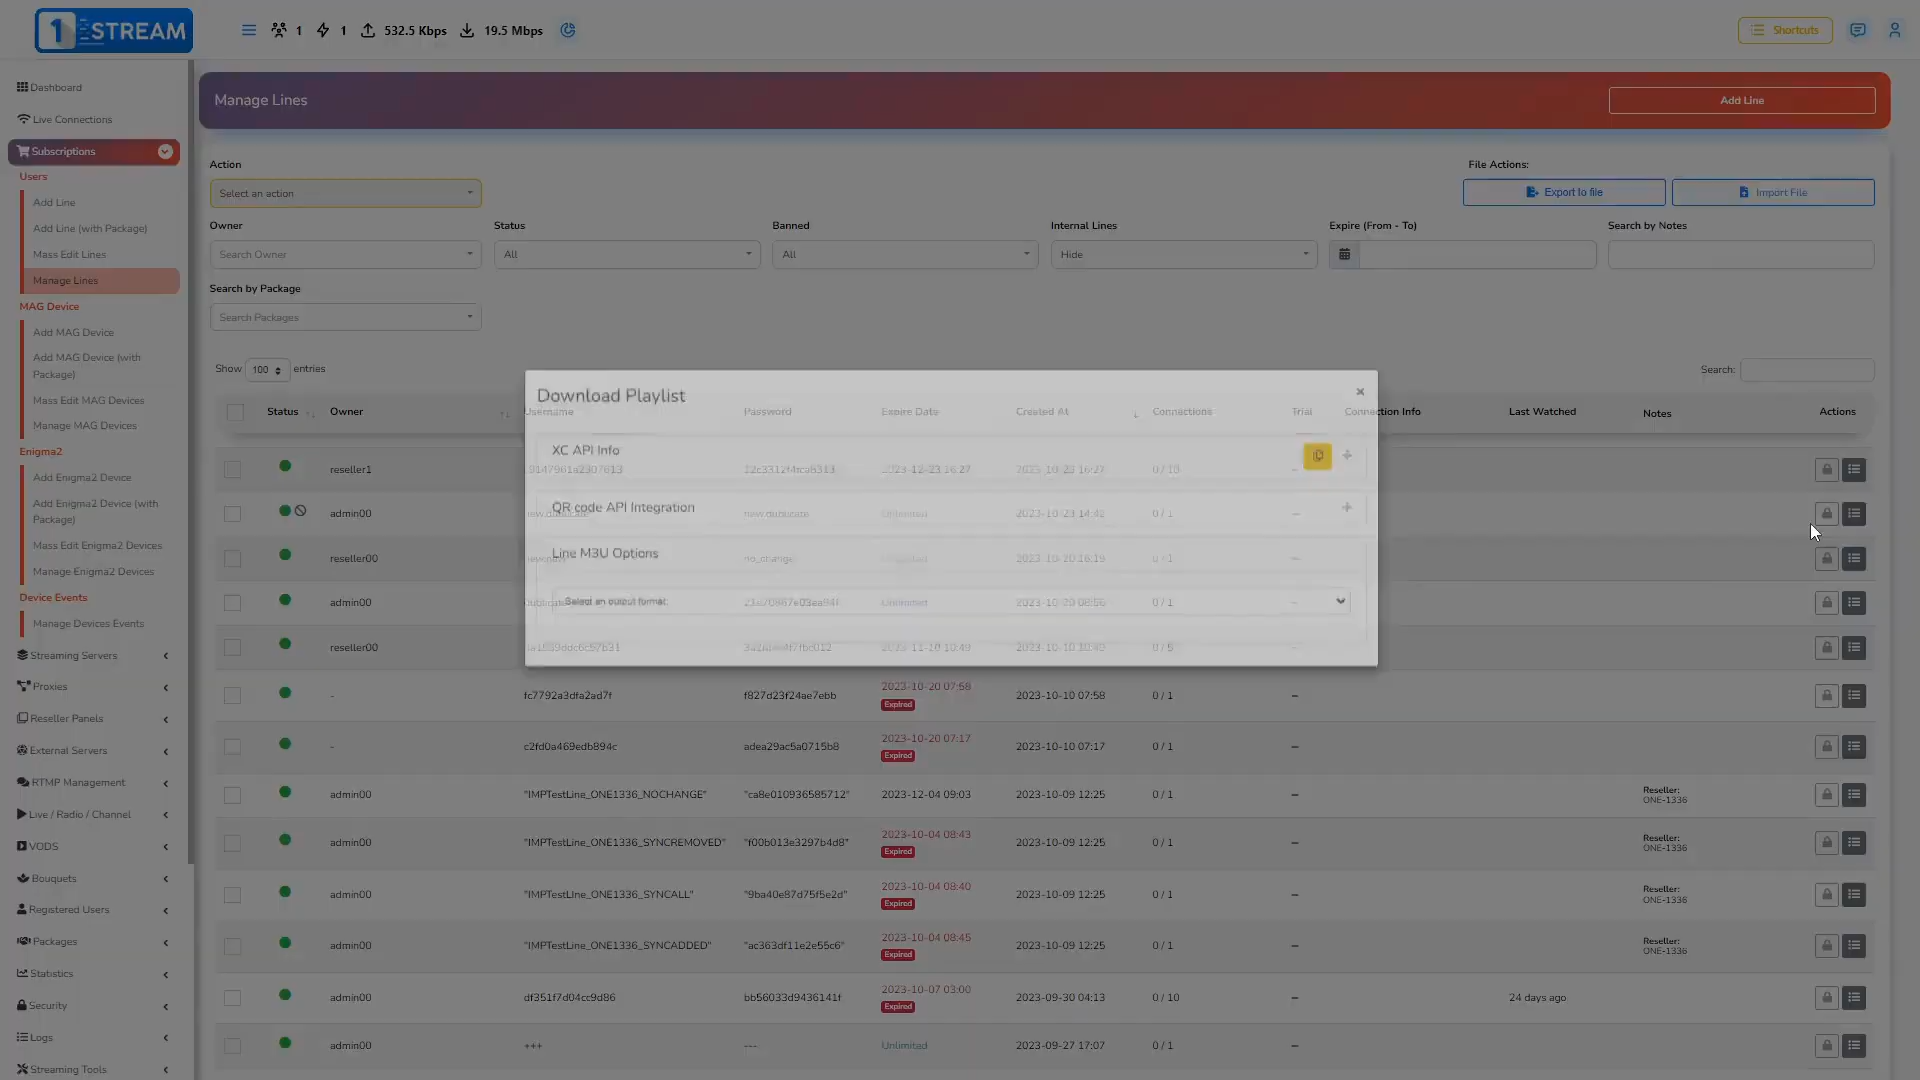 1 STREAM
1
1
532.5 Kbps
19.5 Mbps
Shortcuts
Dashboard
Live Connections
Subscriptions
Users
Add Line
Add Line (with Package)
Mass Edit Lines
Manage Lines
MAG Device
Add MAG Device
Add MAG Device (with
Package)
Mass Edit MAG Devices
Manage MAG Devices
Enigma2
Add Enigma2 Device
Add Enigma2 Device (with
Package)
Mass Edit Enigma2 Devices
Manage Enigma2 Devices
Device Events
Manage Devices Events
Streaming Servers
Proxies
Reseller Panels
External Servers
RTMP Management
Live / Radio / Channel
VODS
Bouquets
Registered Users
Packages
Statistics
Security
Logs
Streaming Tools
Manage Lines
Add Line
Action
File Actions:
Select an action
Export to file
Import File
Owner Status Banned Internal Lines Expire (From - To) Search by Notes
Search Owner All All Hide
Search by Package
Search Packages
Show 100 entries
Search:
Download Playlist
XC API Info
QR code API Integration
Line M3U Options
Select an output format:
Status Owner Username Password Expire Date Created At Connections Trial Connection Info Last Watched Notes Actions
reseller1 2023-12-23 16:27 2023-10-23 16:27 0 / 10 –
admin00 new.dublicate Unlimited 2023-10-23 14:42 0 / 1 –
reseller00 no_change Unlimited 2023-10-20 16:19 0 / 1 –
admin00 Unlimited 2023-10-20 08:56 0 / 1 –
reseller00 2023-11-10 10:49 2023-10-10 10:49 0 / 5 –
- fc7792a3dfa2ad7f f827d23f24ae7ebb 2023-10-20 07:58 2023-10-10 07:58 0 / 1 –
Expired
- c2fd0a469edb894c adea29ac5a0715b8 2023-10-20 07:17 2023-10-10 07:17 0 / 1 –
Expired
admin00 "IMPTestLine_ONE1336_NOCHANGE" "ca8e010936585712" 2023-12-04 09:03 2023-10-09 12:25 0 / 1 – Reseller:
ONE-1336
admin00 "IMPTestLine_ONE1336_SYNCREMOVED" "f00b013e3297b4d8" 2023-10-04 08:43 2023-10-09 12:25 0 / 1 – Reseller:
Expired ONE-1336
admin00 "IMPTestLine_ONE1336_SYNCALL" "9ba40e87d75f5e2d" 2023-10-04 08:40 2023-10-09 12:25 0 / 1 – Reseller:
Expired ONE-1336
admin00 "IMPTestLine_ONE1336_SYNCADDED" "ac363df11e2e55c6" 2023-10-04 08:45 2023-10-09 12:25 0 / 1 – Reseller:
Expired ONE-1336
admin00 df351f7d04cc9d86 bb56033d9436141f 2023-10-07 03:00 2023-09-30 04:13 0 / 10 – 24 days ago
Expired
admin00 +++ --- Unlimited 2023-09-27 17:07 0 / 1 –